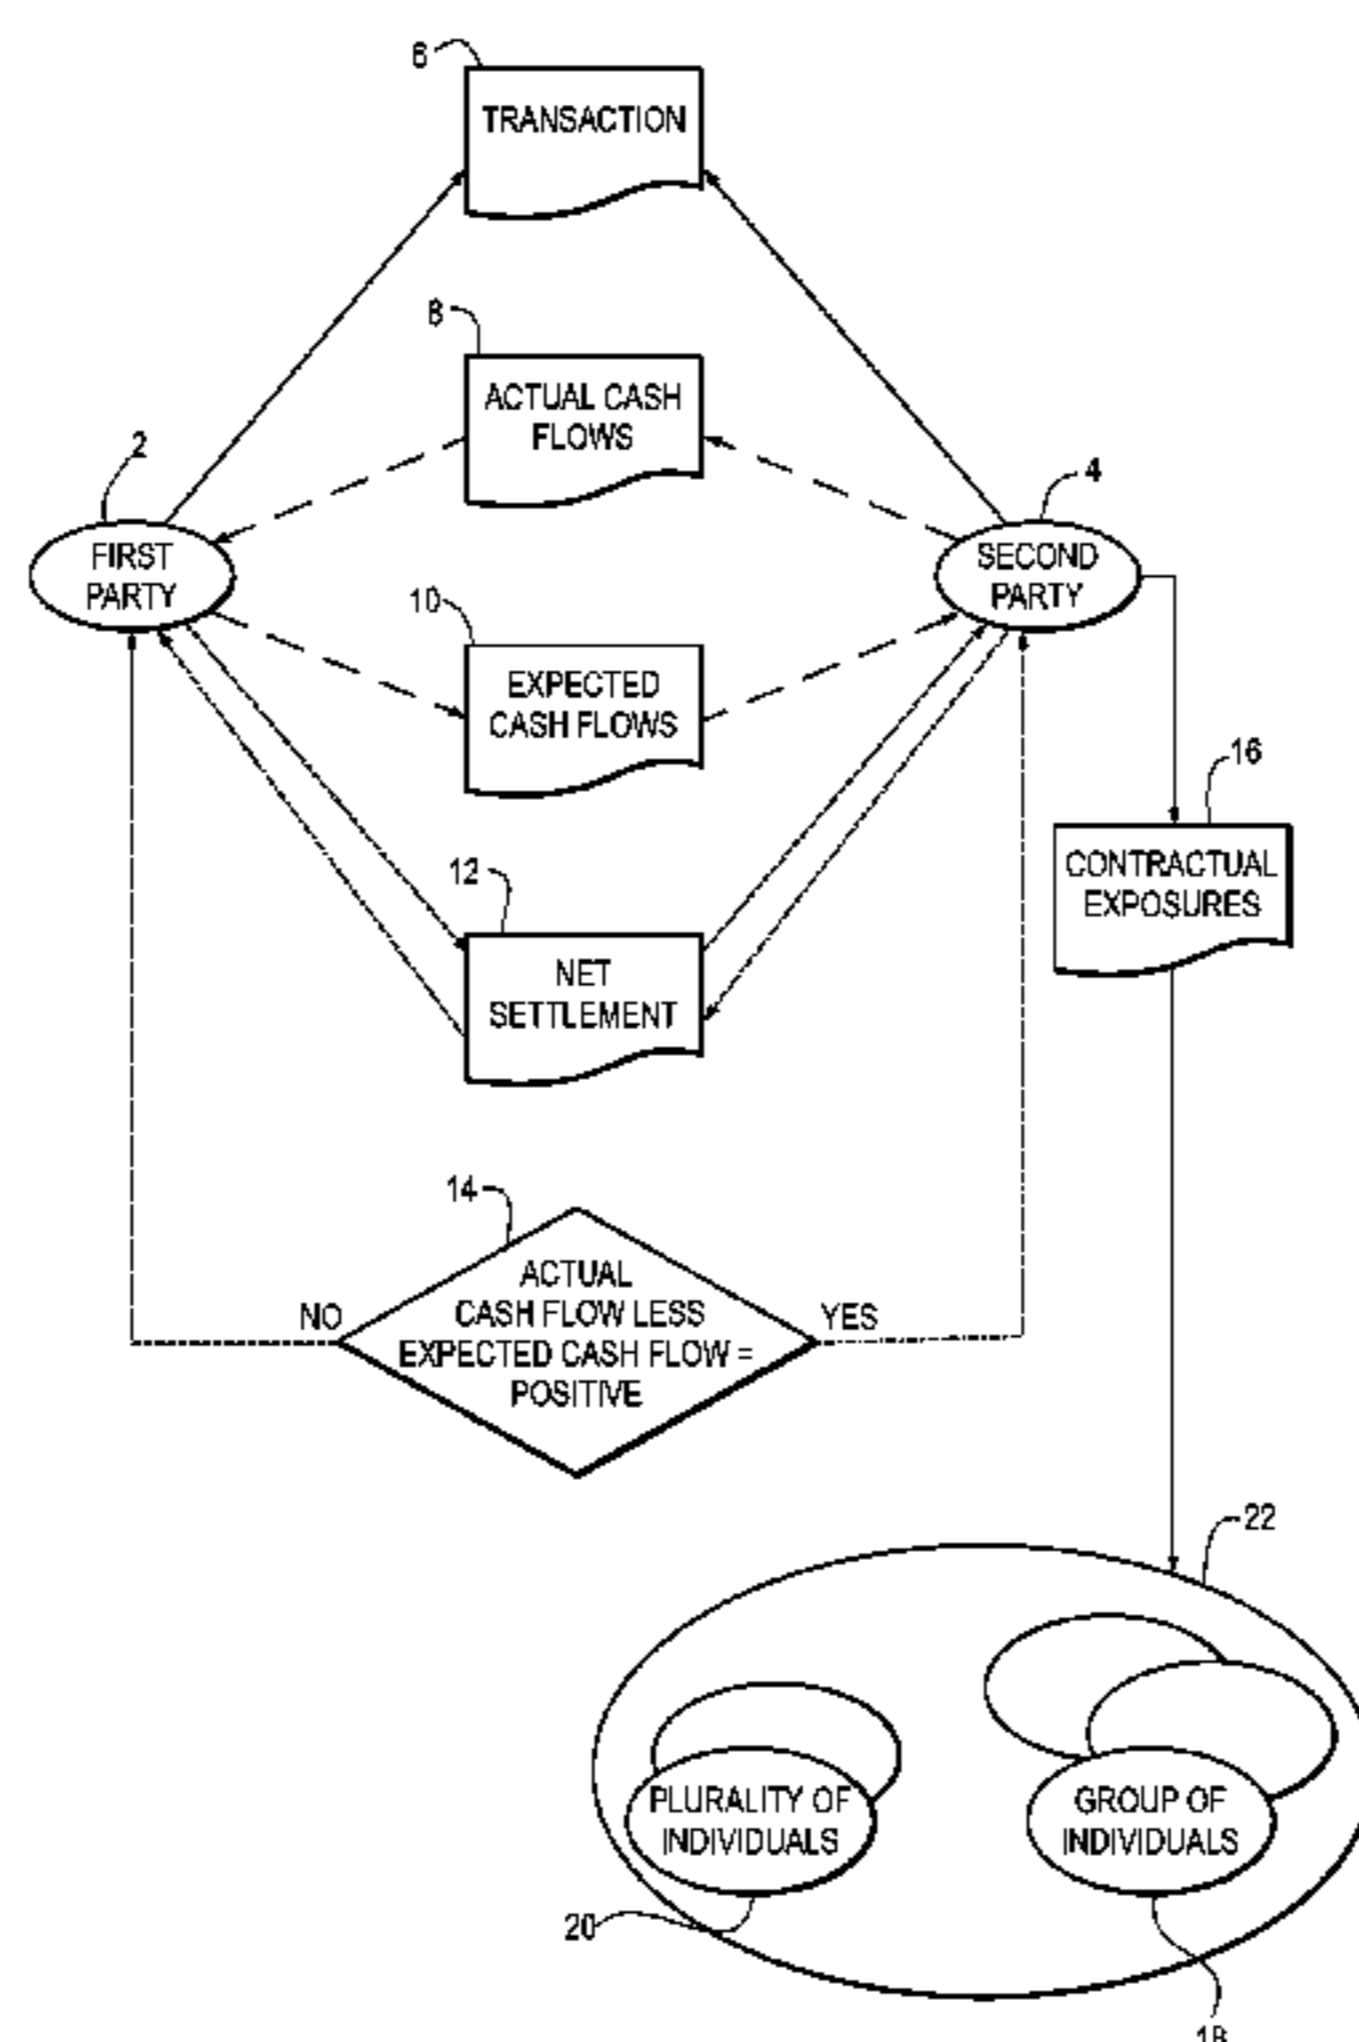 6
TRANSACTION
8
ACTUAL CASH
FLOWS
2
FIRST
PARTY
4
SECOND
PARTY
10
EXPECTED
CASH FLOWS
16
CONTRACTUAL
EXPOSURES
12
NET
SETTLEMENT
14
ACTUAL
CASH FLOW LESS
EXPECTED CASH FLOW =
POSITIVE
NO
YES
22
PLURALITY OF
INDIVIDUALS
GROUP OF
INDIVIDUALS
20
18